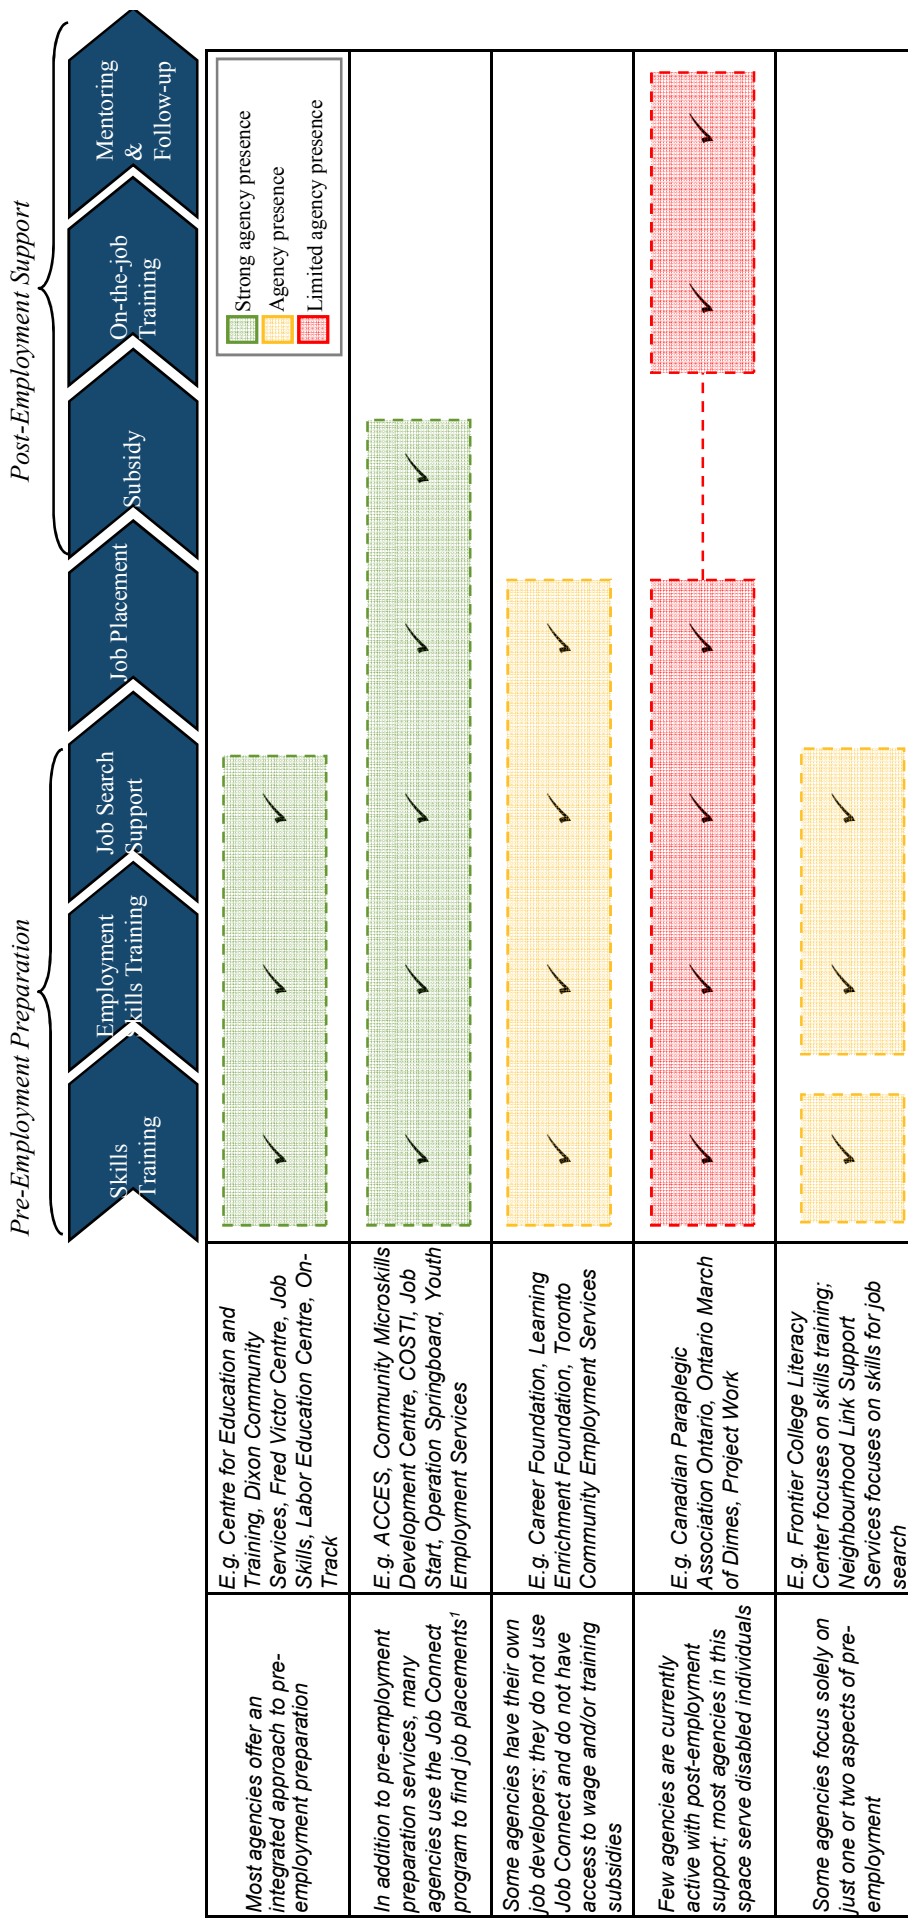 Pre-Employment Preparation
Post-Employment Support
Skills
Training
Employment
Skills Training
Job Search
Support
Job Placement
Subsidy
On-the-job
Training
Mentoring
&
Follow-up
Strong agency presence
Agency presence
Limited agency presence
Most agencies offer an
integrated approach to pre-
employment preparation
E.g. Centre for Education and
Training, Dixon Community
Services, Fred Victor Centre, Job
Skills, Labor Education Centre, On-
Track
In addition to pre-employment
preparation services, many
agencies use the Job Connect
program to find job placements1
E.g. ACCES, Community Microskills
Development Centre, COSTI, Job
Start, Operation Springboard, Youth
Employment Services
Some agencies have their own
job developers; they do not use
Job Connect and do not have
access to wage and/or training
subsidies
E.g. Career Foundation, Learning
Enrichment Foundation, Toronto
Community Employment Services
Few agencies are currently
active with post-employment
support; most agencies in this
space serve disabled individuals
E.g. Canadian Paraplegic
Association Ontario, Ontario March
of Dimes, Project Work
Some agencies focus solely on
just one or two aspects of pre-
employment
E.g. Frontier College Literacy
Center focuses on skills training;
Neighbourhood Link Support
Services focuses on skills for job
search